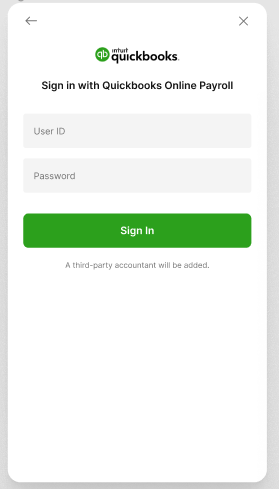 intuit
quickbooks.
Sign in with Quickbooks Online Payroll
User ID
Password
Sign In
A third-party accountant will be added.